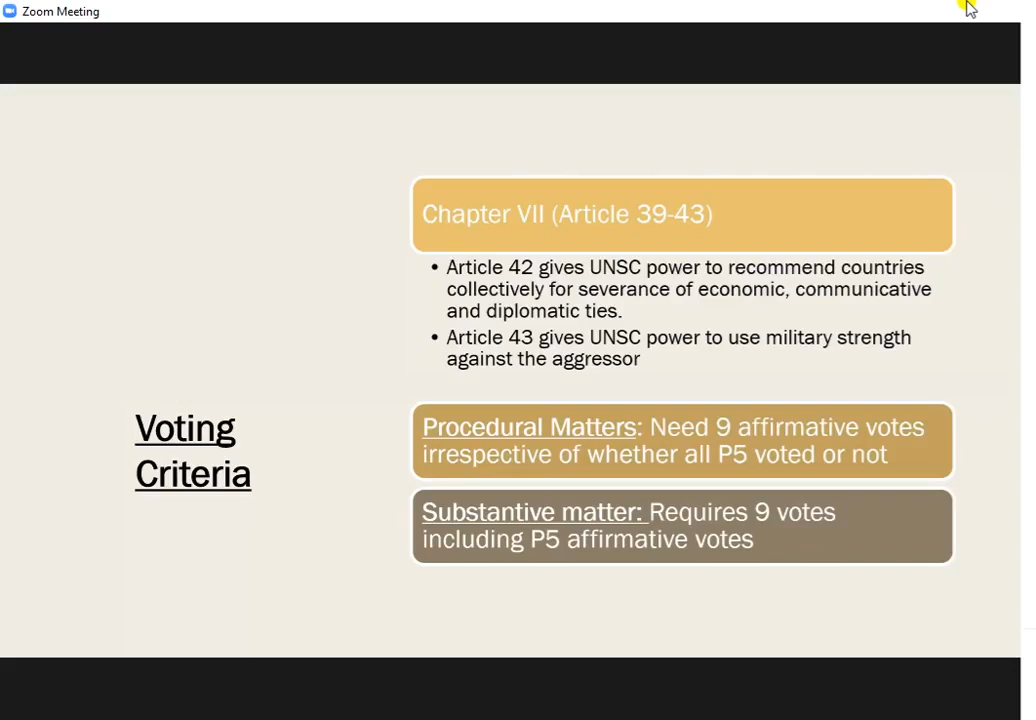 Zoom Meeting
Chapter VII (Article 39-43)
• Article 42 gives UNSC power to recommend countries
collectively for severance of economic, communicative
and diplomatic ties.
• Article 43 gives UNSC power to use military strength
against the aggressor
Voting
Criteria
Procedural Matters: Need 9 affirmative votes
irrespective of whether all P5 voted or not
Substantive matter: Requires 9 votes
including P5 affirmative votes